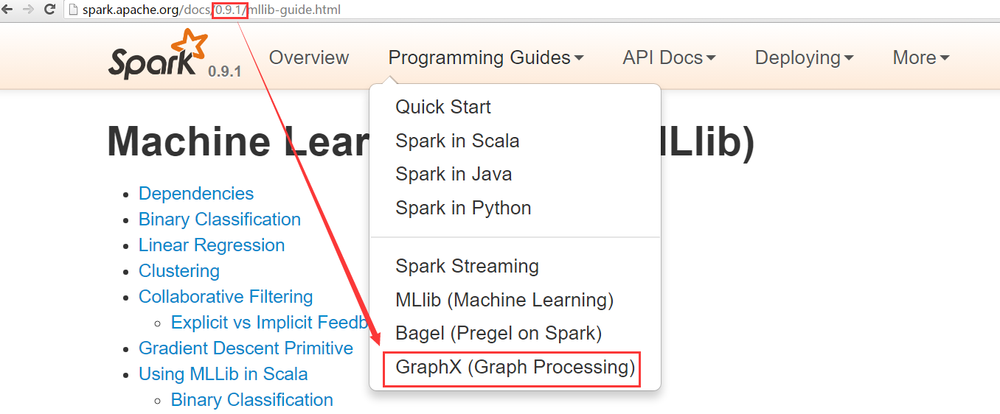 spark.apache.org/docs/0.9.1/mllib-guide.html
Spark 0.9.1 Overview Programming Guides API Docs Deploying More
Quick Start
Spark in Scala
Spark in Java
Spark in Python
Spark Streaming
MLlib (Machine Learning)
Bagel (Pregel on Spark)
GraphX (Graph Processing)
Machine Lear Llib)
Dependencies
Binary Classification
Linear Regression
Clustering
Collaborative Filtering
Explicit vs Implicit Feedb
Gradient Descent Primitive
Using MLLib in Scala
Binary Classification